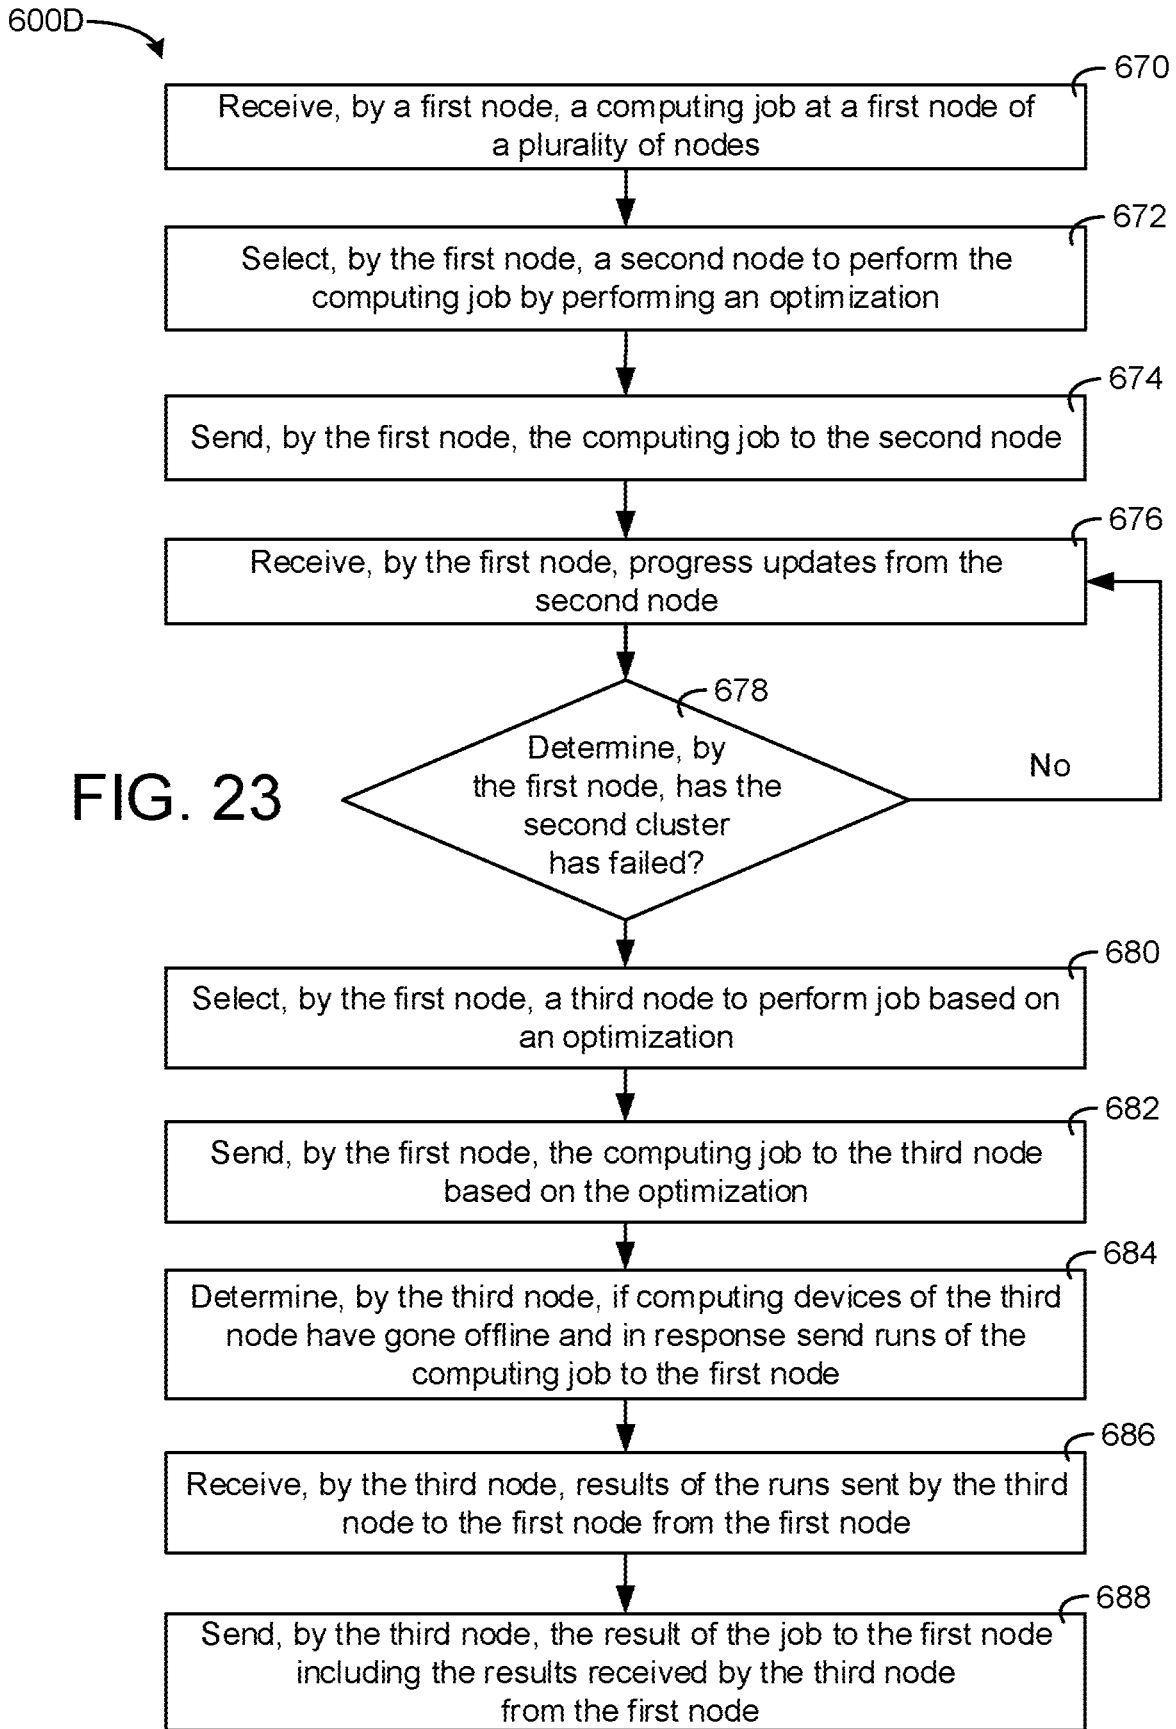 600D
670
Receive, by a first node, a computing job at a first node of
a plurality of nodes
672
Select, by the first node, a second node to perform the
computing job by performing an optimization
674
Send, by the first node, the computing job to the second node
676
Receive, by the first node, progress updates from the
second node
678
Determine, by
the first node, has the
second cluster
has failed?
No
FIG. 23
680
Select, by the first node, a third node to perform job based on
an optimization
682
Send, by the first node, the computing job to the third node
based on the optimization
684
Determine, by the third node, if computing devices of the third
node have gone offline and in response send runs of the
computing job to the first node
686
Receive, by the third node, results of the runs sent by the third
node to the first node from the first node
688
Send, by the third node, the result of the job to the first node
including the results received by the third node
from the first node